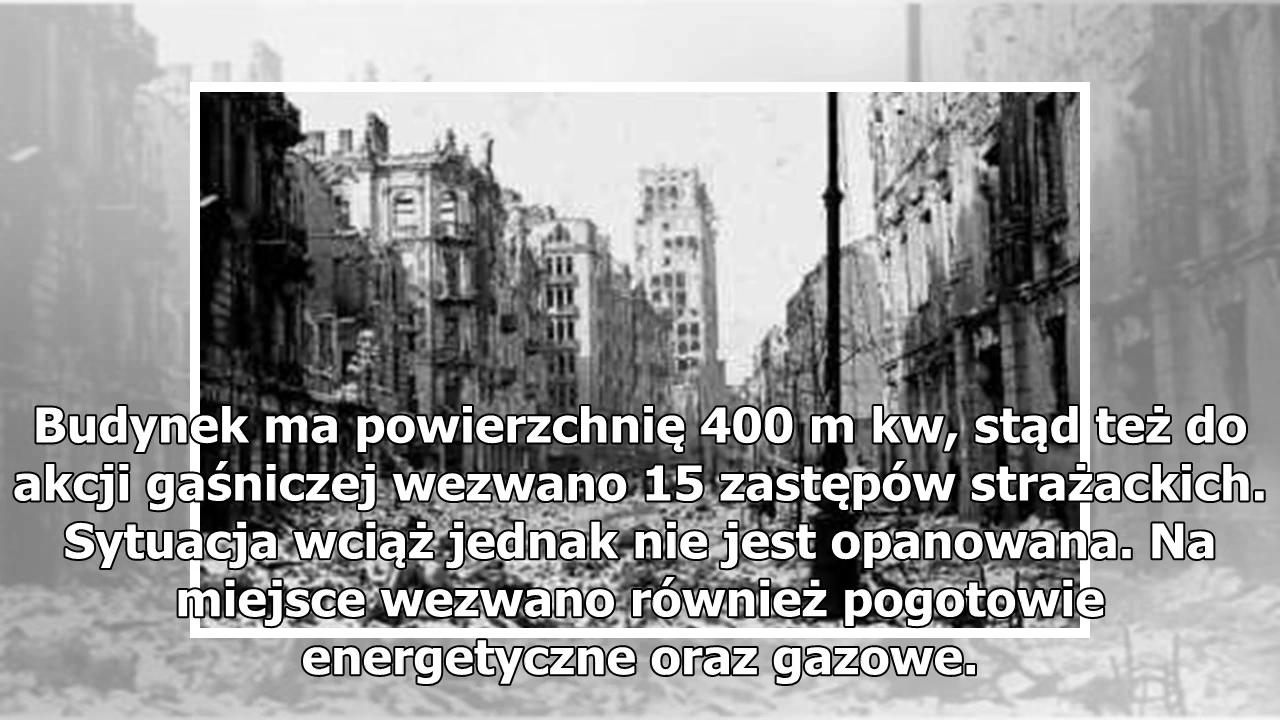 Budynek ma powierzchnię 400 m kw, stąd też do
akcji gaśniczej wezwano 15 zastępów strażackich.
Sytuacja wciąż jednak nie jest opanowana. Na
miejsce wezwano również pogotowie
energetyczne oraz gazowe.